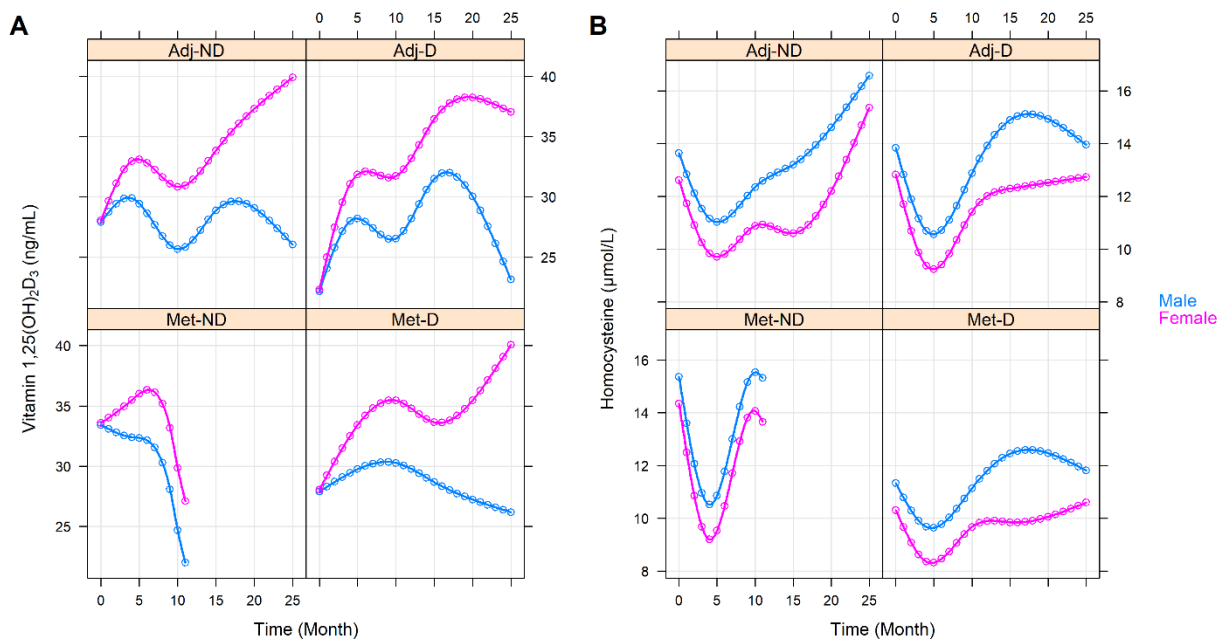 A
0 5 10 15 20 25
Adj-ND Adj-D
40
35
30
25
Met-ND Met-D
40
35
30
25
0 5 10 15 20 25
Time (Month)
Vitamin 1,25(OH)₂D₃ (ng/mL)
B
0 5 10 15 20 25
Adj-ND Adj-D
16
14
12
10
8
Met-ND Met-D
16
14
12
10
8
0 5 10 15 20 25
Time (Month)
Homocysteine (µmol/L)
Male
Female